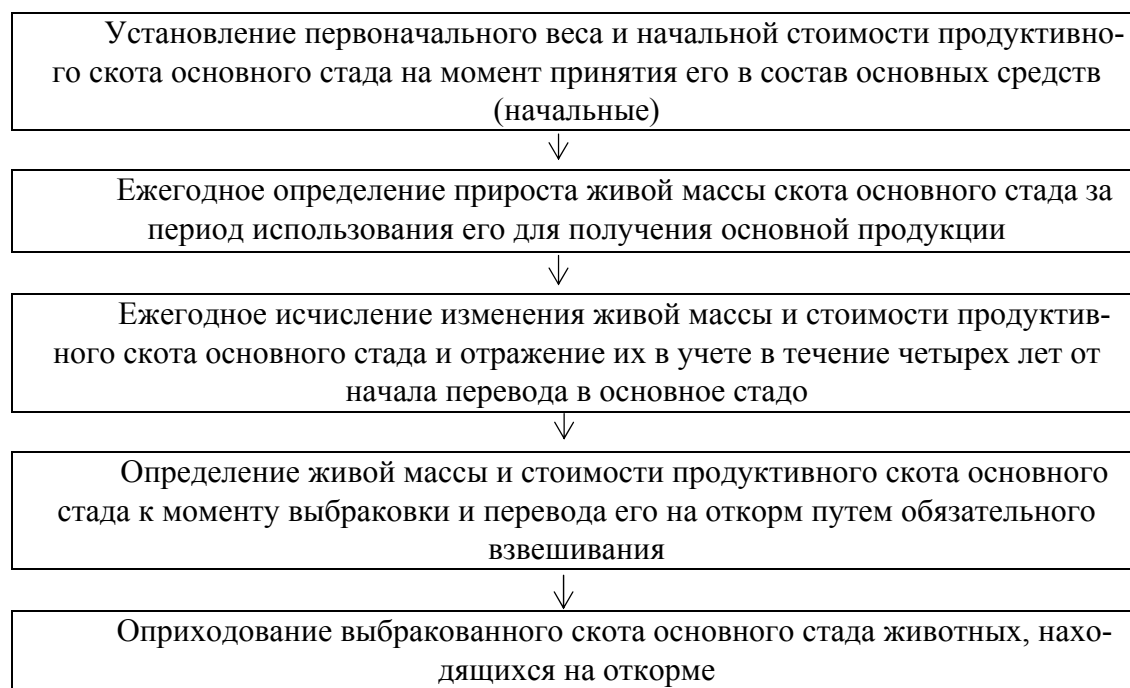 Установление первоначального веса и начальной стоимости продуктивно-
го скота основного стада на момент принятия его в состав основных средств
(начальные)
Ежегодное определение прироста живой массы скота основного стада за
период использования его для получения основной продукции
Ежегодное исчисление изменения живой массы и стоимости продуктив-
ного скота основного стада и отражение их в учете в течение четырех лет от
начала перевода в основное стадо
Определение живой массы и стоимости продуктивного скота основного
стада к моменту выбраковки и перевода его на откорм путем обязательного
взвешивания
Оприходование выбракованного скота основного стада животных, нахо-
дящихся на откорме